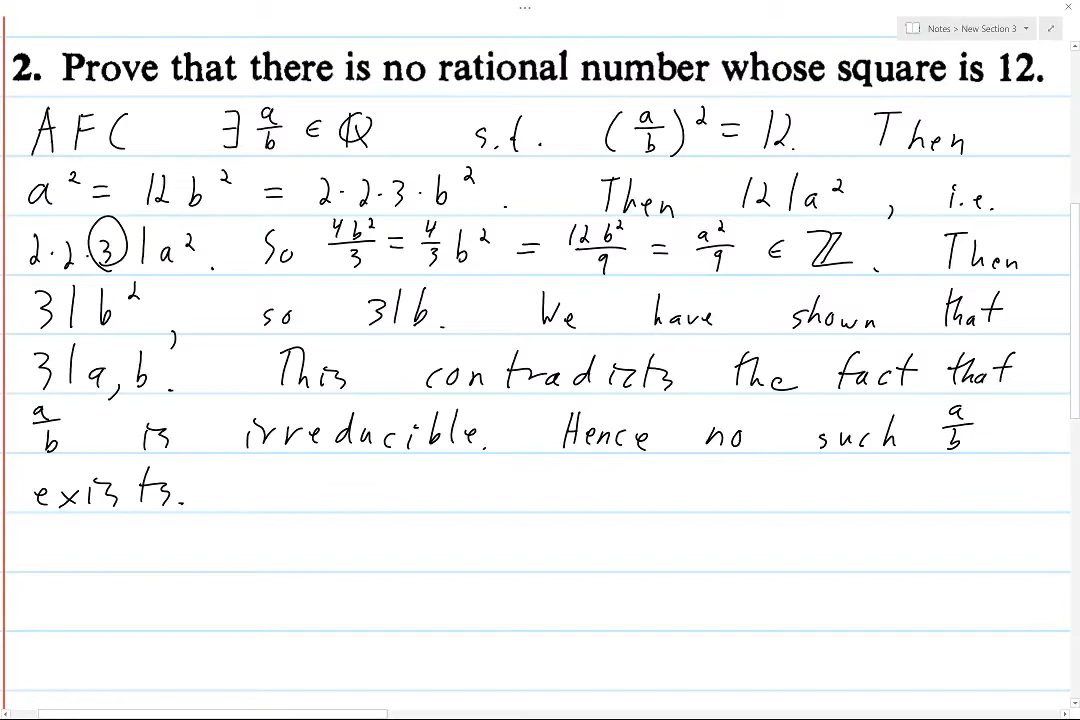 Notes > New Section 3
2. Prove that there is no rational number whose square is 12.
AFC ∃ a/b ∈ ℚ s.t. (a/b)² = 12. Then
a² = 12b² = 2·2·3·b². Then 12|a², i.e.
2·2·3|a². So 4b²/3 = 4/3 b² = 12b²/9 = a²/9 ∈ ℤ. Then
3|b², so 3|b. We have shown that
3|a,b. This contradicts the fact that
a/b is irreducible. Hence no such a/b
exists.